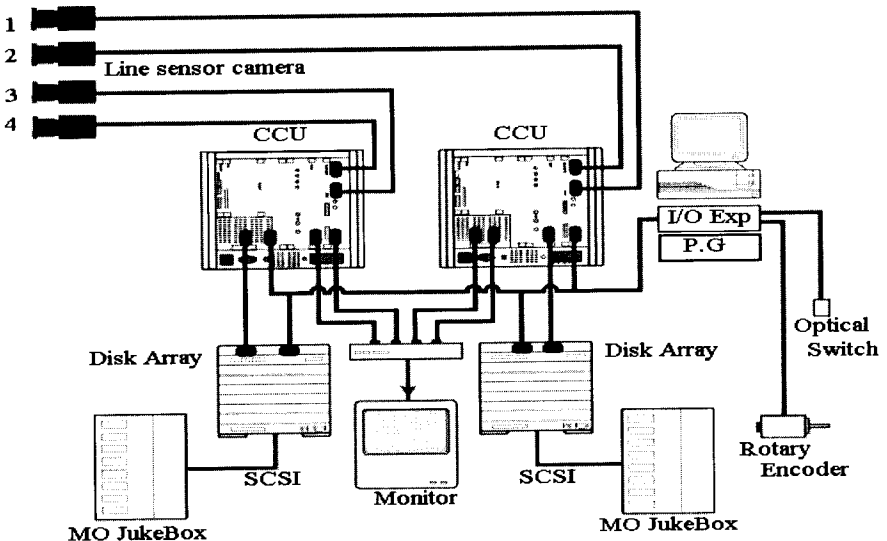 1
2
Line sensor camera
3
4
CCU
CCU
I/O Exp
P.G
Optical
Switch
Disk Array
Disk Array
Rotary
Encoder
SCSI
Monitor
SCSI
MO JukeBox
MO JukeBox